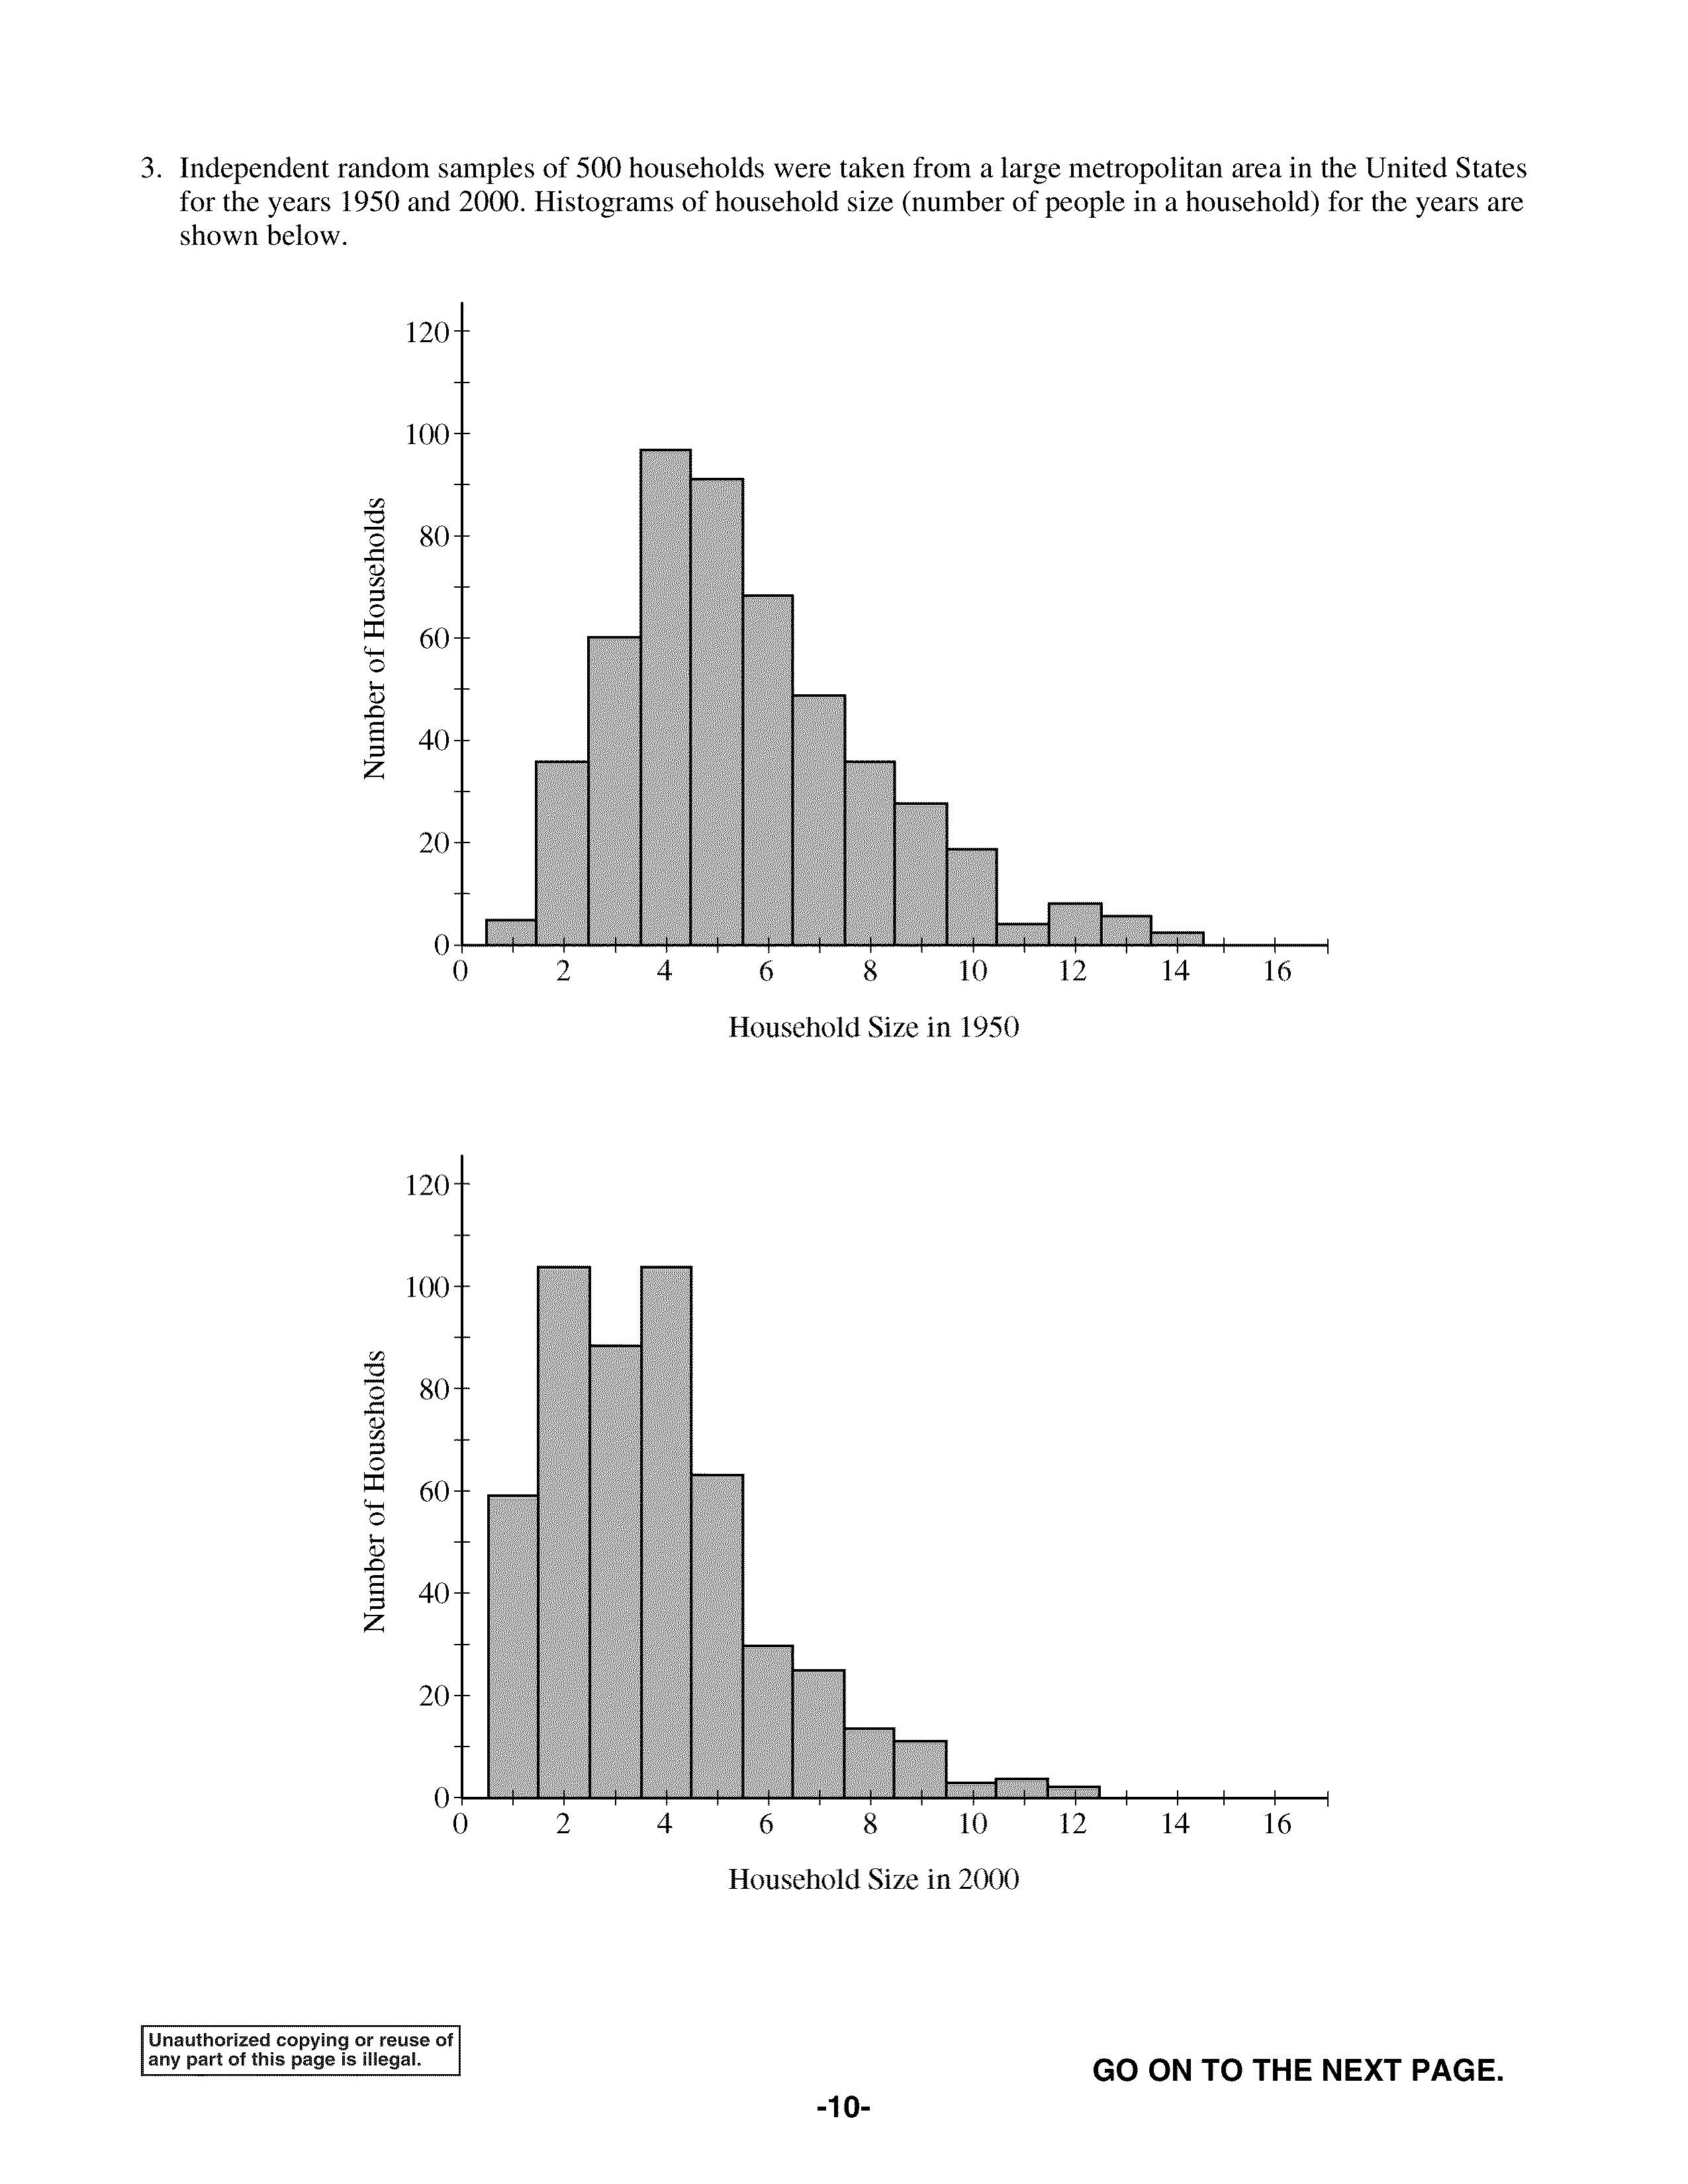 3. Independent random samples of 500 households were taken from a large metropolitan area in the United States
for the years 1950 and 2000. Histograms of household size (number of people in a household) for the years are
shown below.
120
100
80
60
40
20
0
Number of Households
0 2 4 6 8 10 12 14 16
Household Size in 1950
120
100
80
60
40
20
0
Number of Households
0 2 4 6 8 10 12 14 16
Household Size in 2000
Unauthorized copying or reuse of
any part of this page is illegal.
GO ON TO THE NEXT PAGE.
-10-